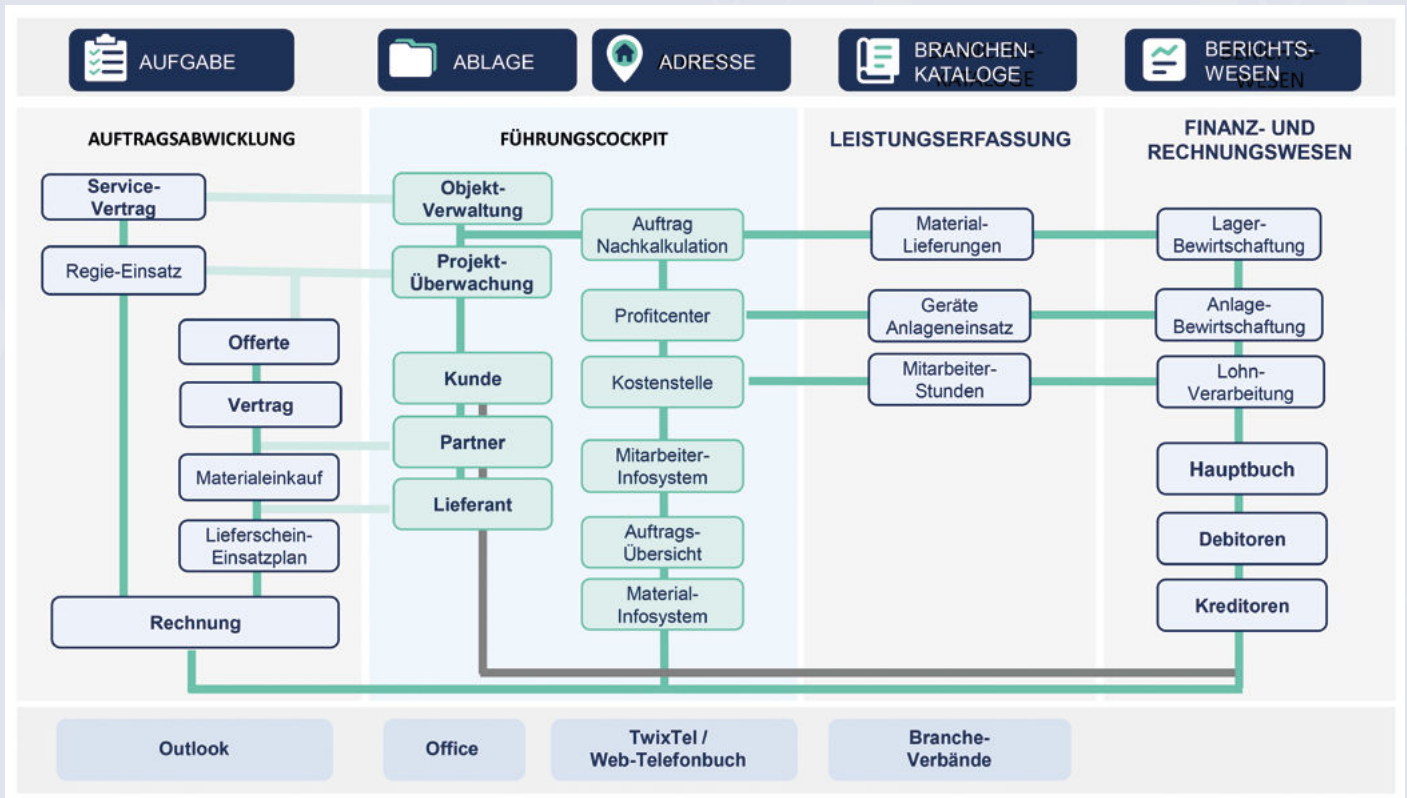 AUFGABE
ABLAGE
ADRESSE
BRANCHEN-
KATALOGE
BERICHTS-
WESEN
AUFTRAGSABWICKLUNG
Service-
Vertrag
Regie-Einsatz
Offerte
Vertrag
Materialeinkauf
Lieferschein-
Einsatzplan
Rechnung
FÜHRUNGSCOCKPIT
Objekt-
Verwaltung
Projekt-
Überwachung
Kunde
Partner
Lieferant
Auftrag
Nachkalkulation
Profitcenter
Kostenstelle
Mitarbeiter-
Infosystem
Auftrags-
Übersicht
Material-
Infosystem
LEISTUNGSERFASSUNG
Material-
Lieferungen
Geräte
Anlageneinsatz
Mitarbeiter-
Stunden
FINANZ- UND
RECHNUNGSWESEN
Lager-
Bewirtschaftung
Anlage-
Bewirtschaftung
Lohn-
Verarbeitung
Hauptbuch
Debitoren
Kreditoren
Outlook
Office
TwixTel /
Web-Telefonbuch
Branche-
Verbände